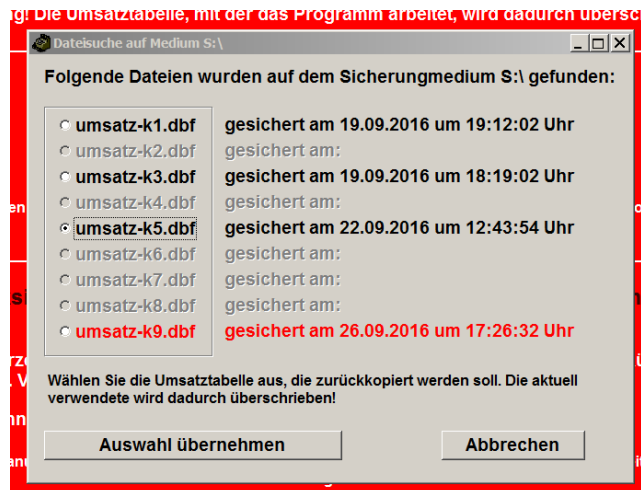 g! Die Umsatztabelle, mit der das Programm arbeitet, wird dadurch übersc
Dateisuche auf Medium S:\
Folgende Dateien wurden auf dem Sicherungmedium S:\ gefunden:
umsatz-k1.dbf gesichert am 19.09.2016 um 19:12:02 Uhr
umsatz-k2.dbf gesichert am:
umsatz-k3.dbf gesichert am 19.09.2016 um 18:19:02 Uhr
umsatz-k4.dbf gesichert am:
umsatz-k5.dbf gesichert am 22.09.2016 um 12:43:54 Uhr
umsatz-k6.dbf gesichert am:
umsatz-k7.dbf gesichert am:
umsatz-k8.dbf gesichert am:
umsatz-k9.dbf gesichert am 26.09.2016 um 17:26:32 Uhr
Wählen Sie die Umsatztabelle aus, die zurückkopiert werden soll. Die aktuell
verwendete wird dadurch überschrieben!
Auswahl übernehmen Abbrechen